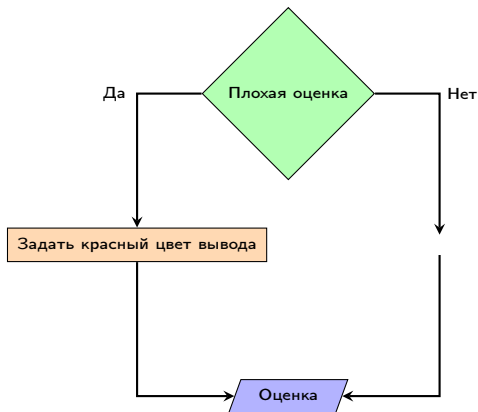 Плохая оценка
Да
Нет
Задать красный цвет вывода
Оценка